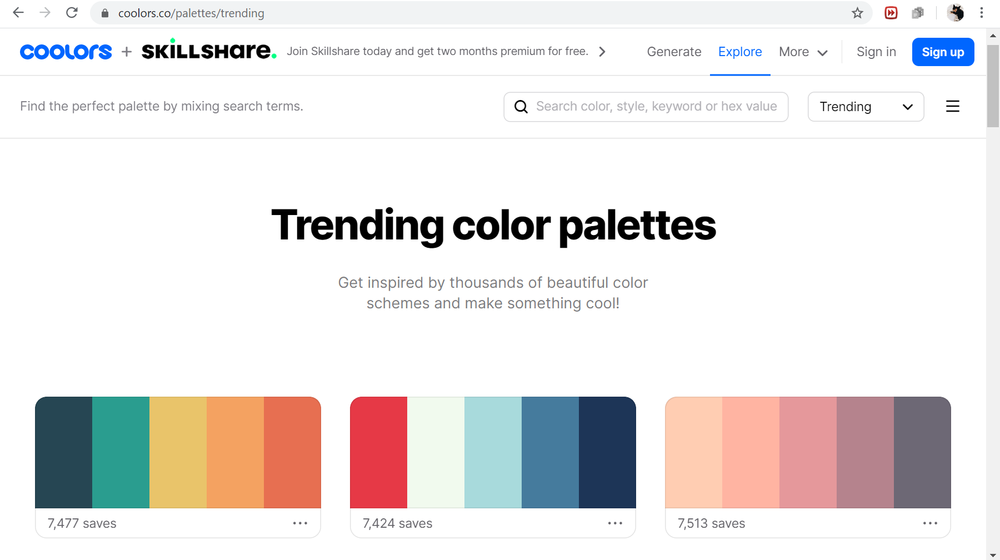 coolors.co/palettes/trending
coolors + SKILLSHare. Join Skillshare today and get two months premium for free. Generate Explore More Sign in Sign up
Find the perfect palette by mixing search terms. Search color, style, keyword or hex value Trending
Trending color palettes
Get inspired by thousands of beautiful color
schemes and make something cool!
7,477 saves 7,424 saves 7,513 saves